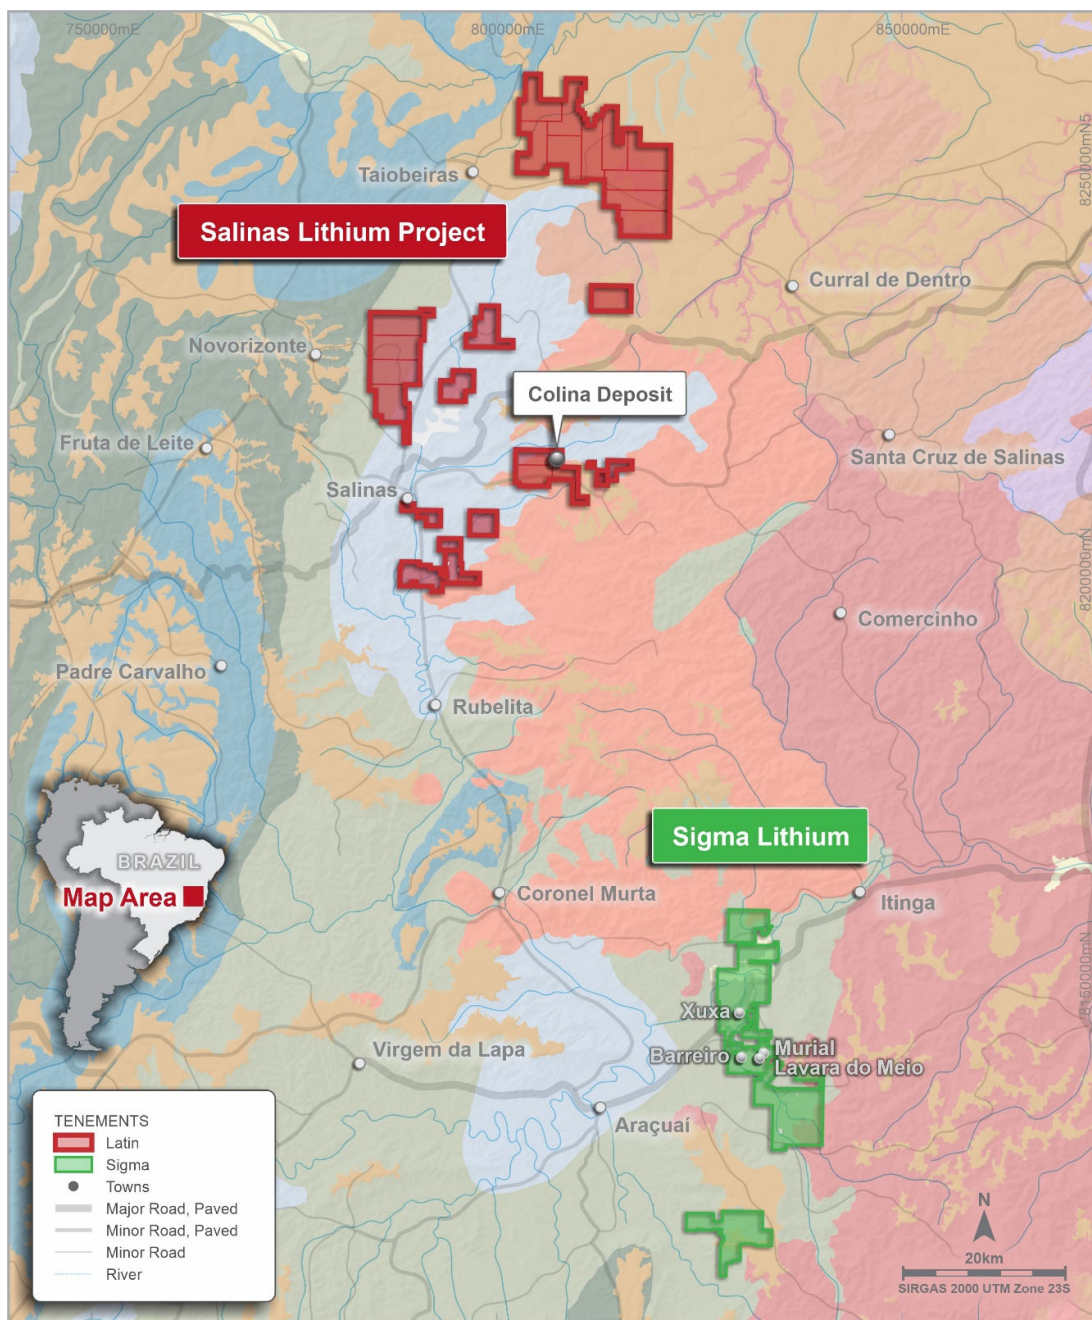 750000mE
800000mE
850000mE
8250000mN5
Taiobeiras
Salinas Lithium Project
Curral de Dentro
Novorizonte
Colina Deposit
Fruta de Leite
Santa Cruz de Salinas
Salinas
8200000mN
Comercinho
Padre Carvalho
Rubelita
Sigma Lithium
BRAZIL
Map Area
Coronel Murta
Itinga
8150000mN
Xuxa
Murial
Barreiro
Lavara do Meio
Virgem da Lapa
Araçuaí
TENEMENTS
Latin
Sigma
Towns
Major Road, Paved
Minor Road, Paved
Minor Road
River
N
20km
SIRGAS 2000 UTM Zone 23S